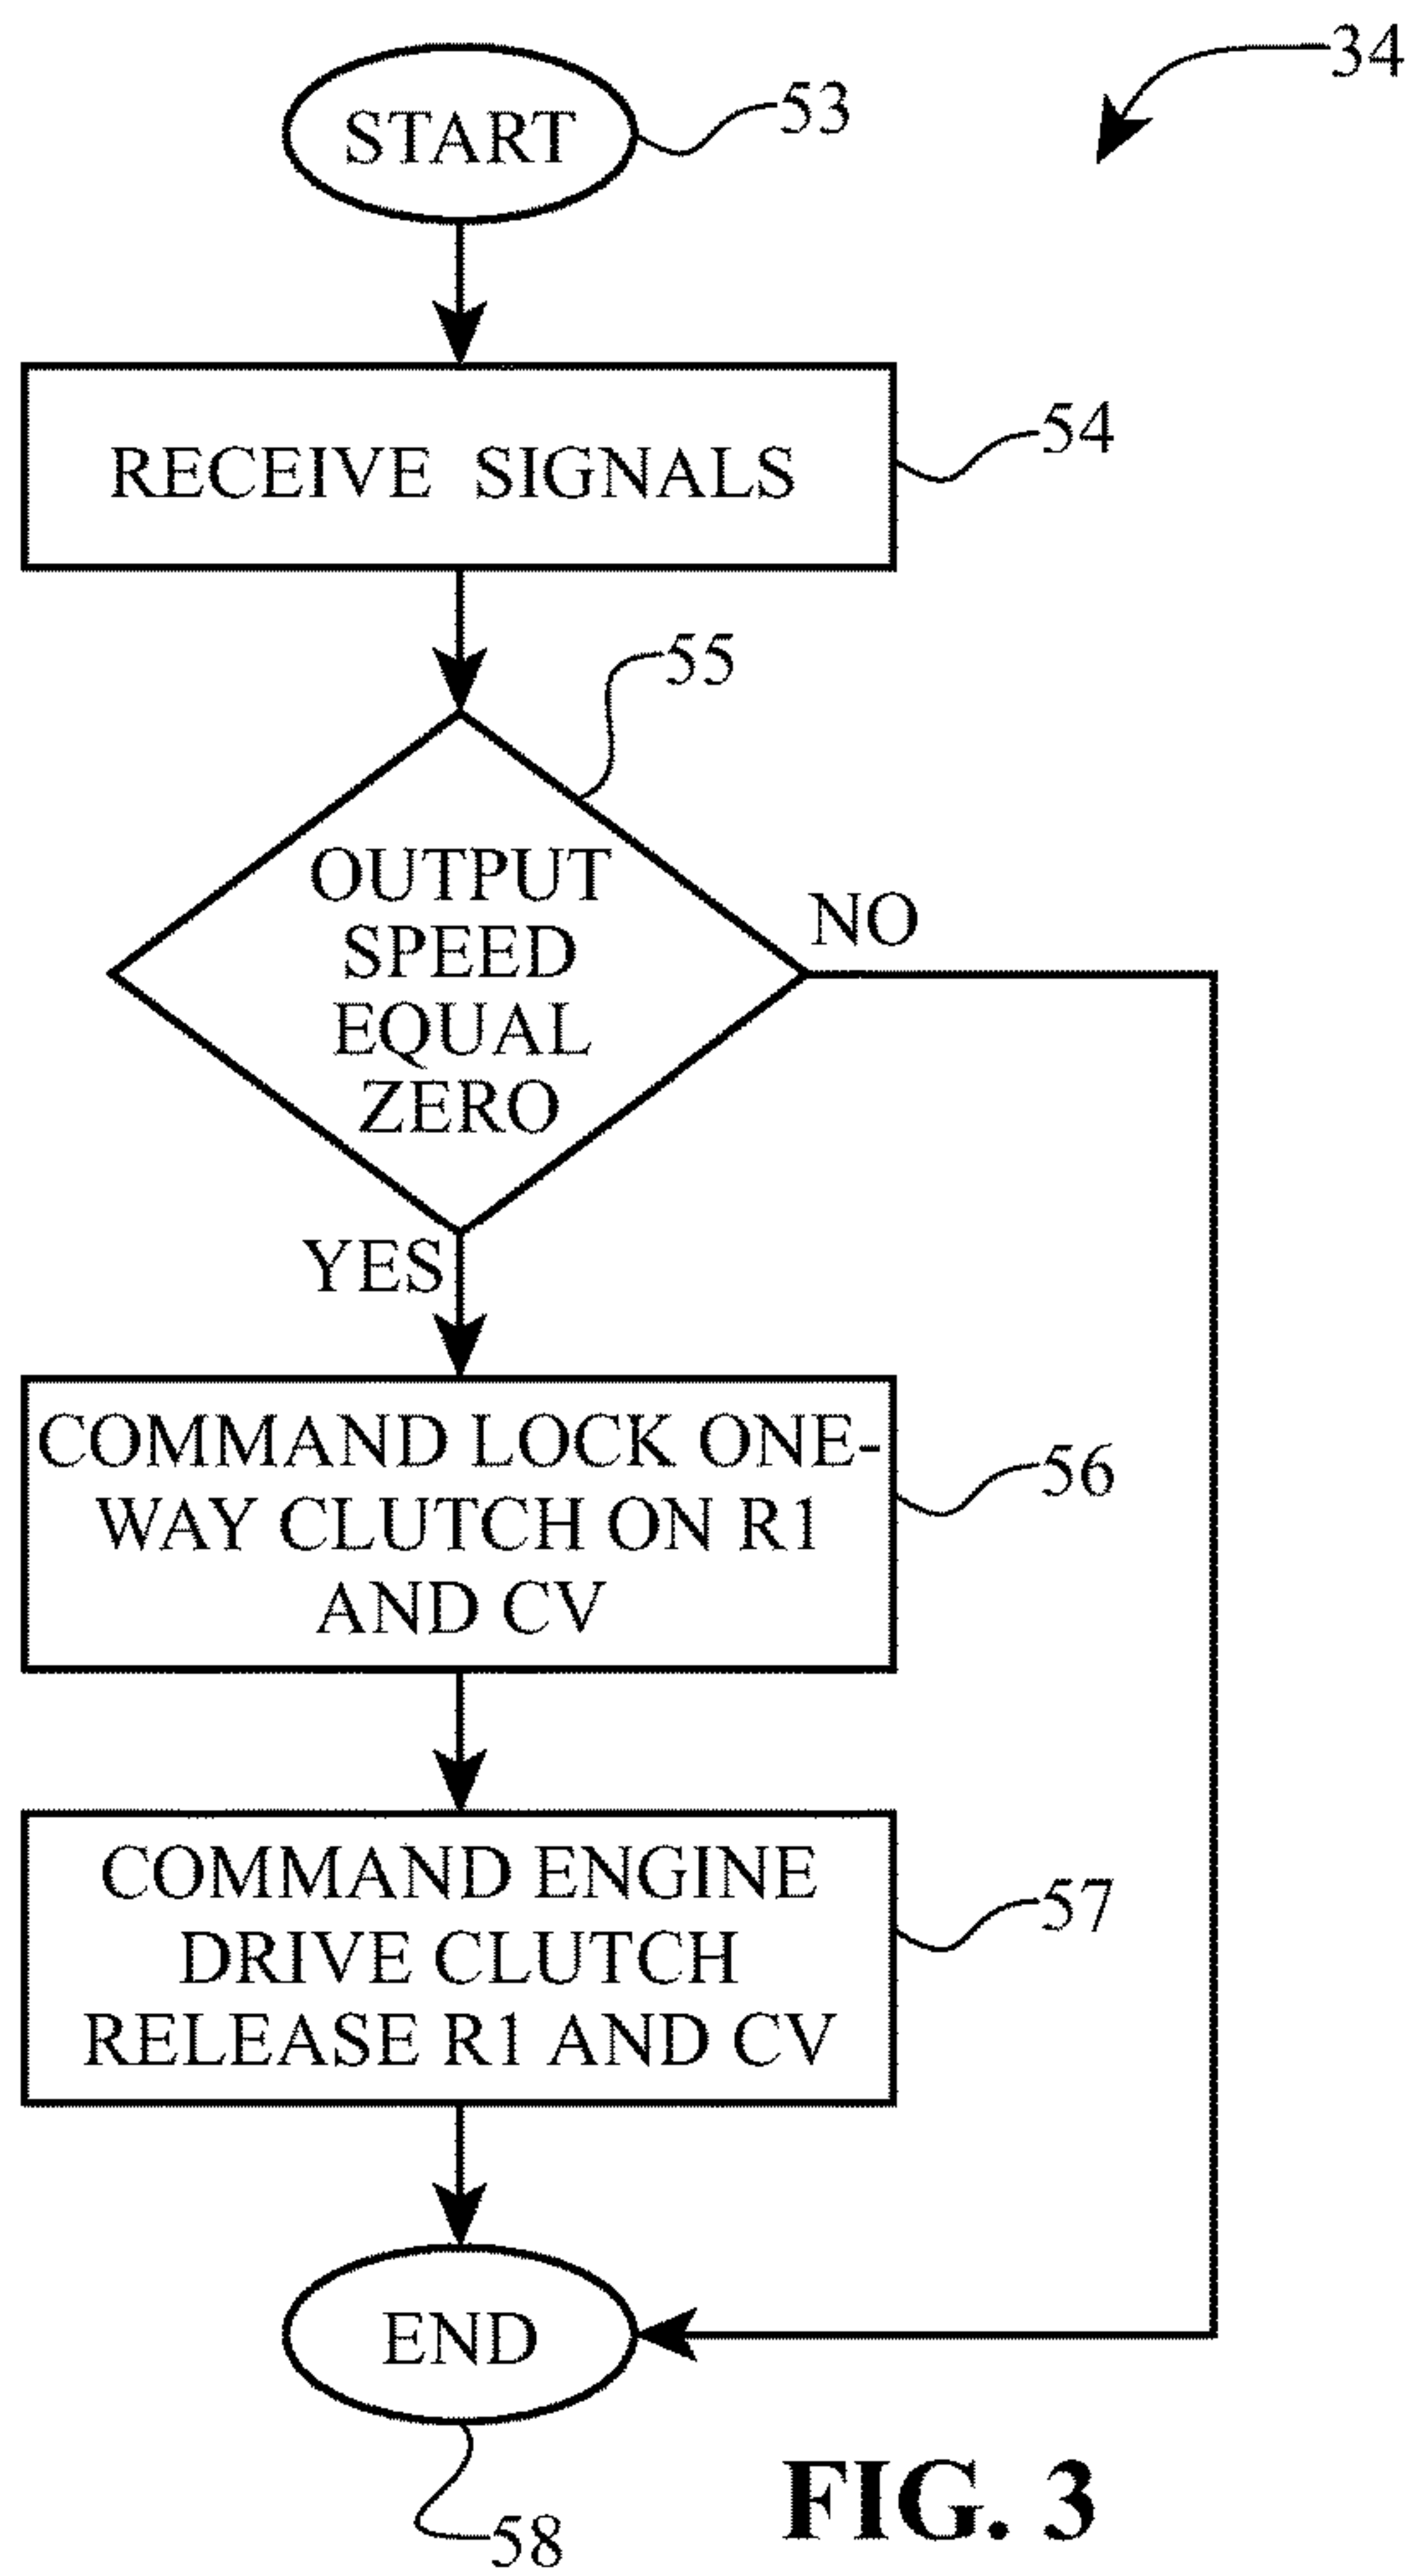 34
START
53
RECEIVE SIGNALS
54
55
OUTPUT
SPEED
EQUAL
ZERO
NO
YES
COMMAND LOCK ONE-
WAY CLUTCH ON R1
AND CV
56
COMMAND ENGINE
DRIVE CLUTCH
RELEASE R1 AND CV
57
END
58
FIG. 3